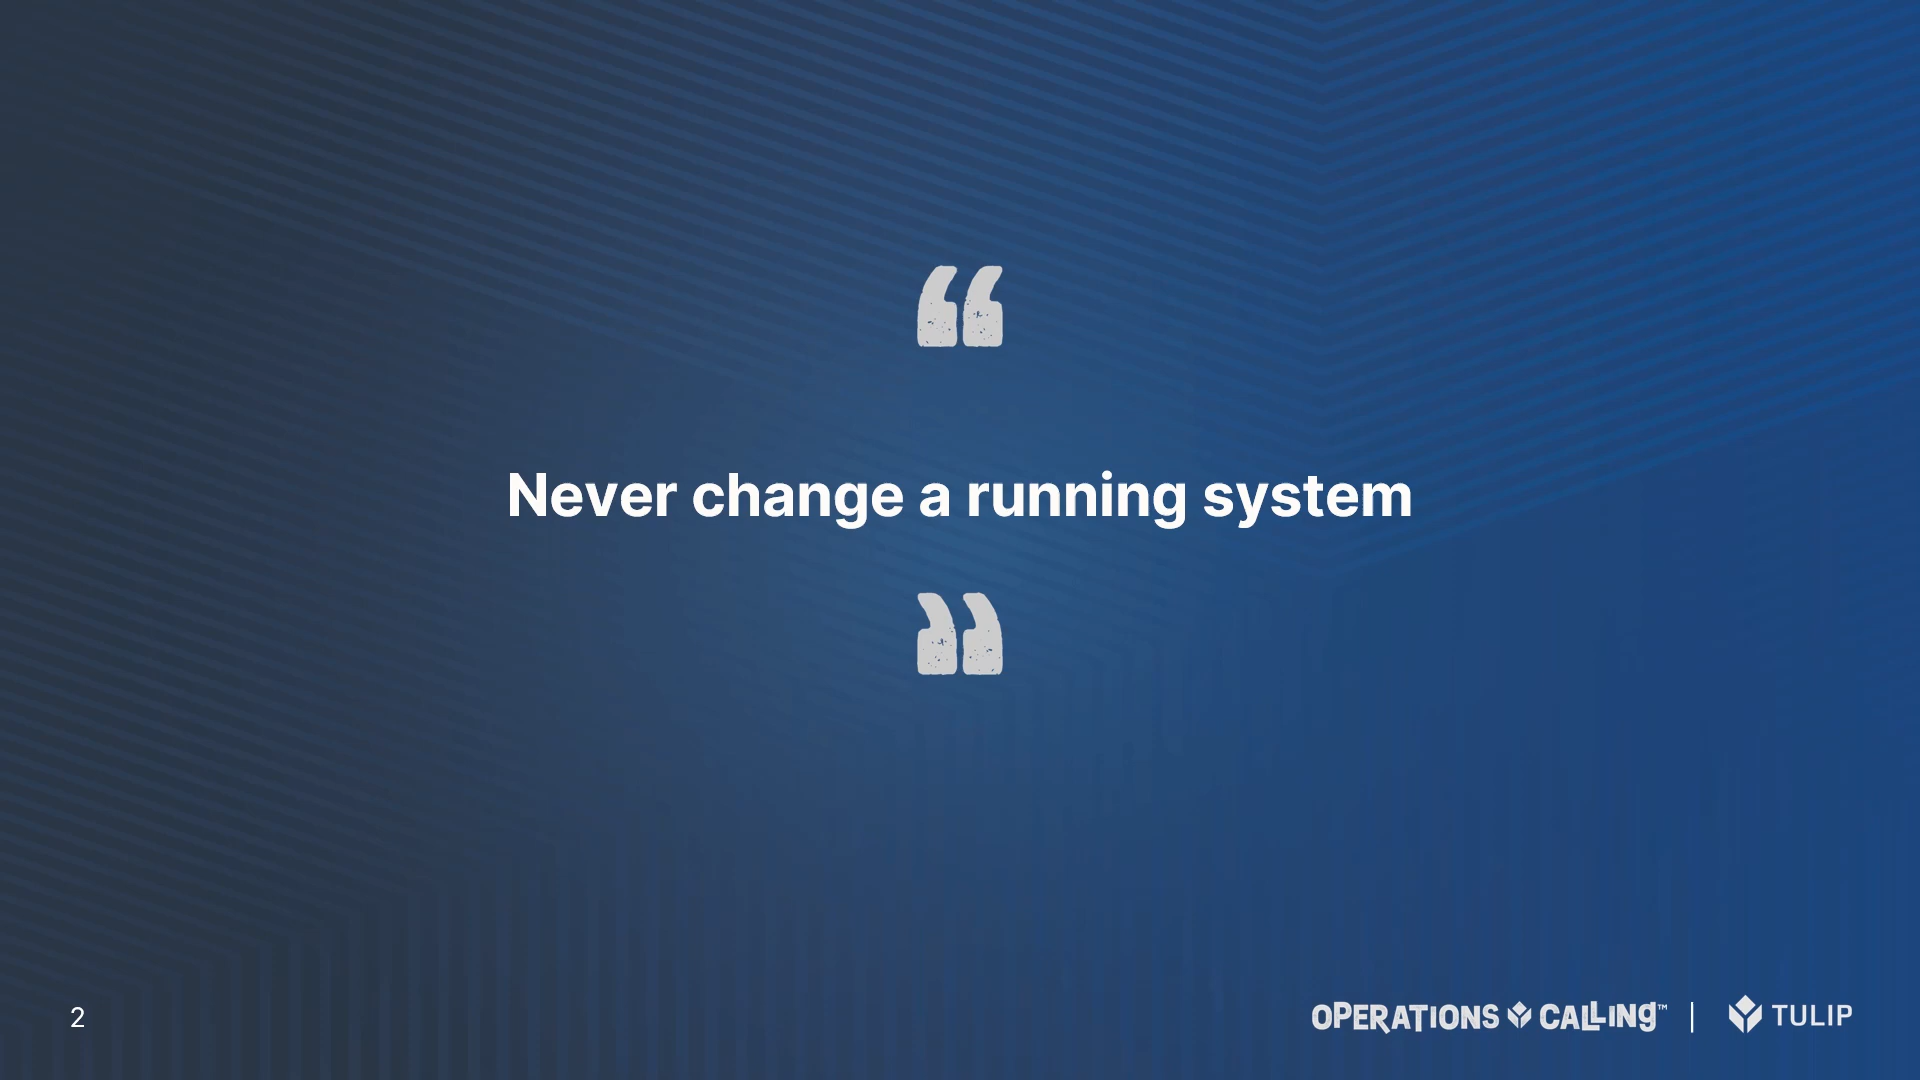 “
Never change a running system
”
2
OPERATIONS CALLING™ | TULIP